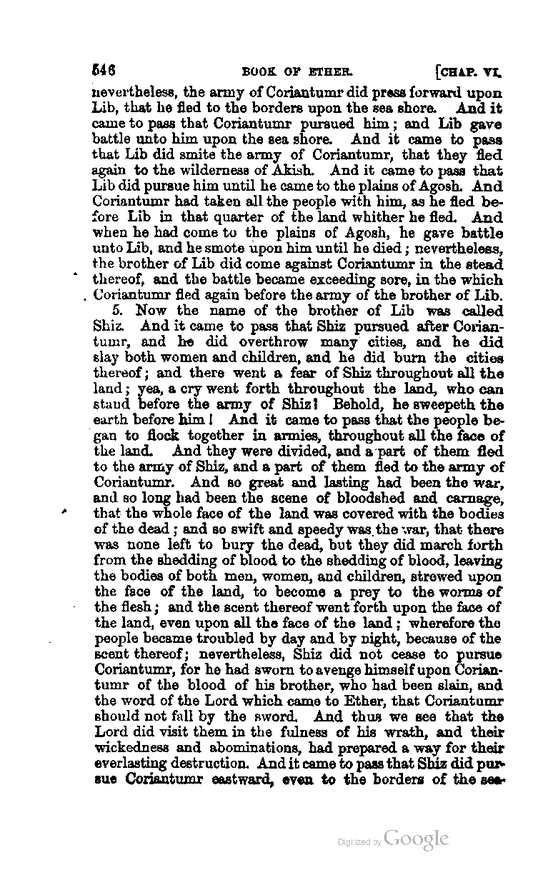 546 BOOK OF ETHER. [CHAP. VI.
nevertheless, the army of Coriantumr did press forward upon
Lib, that he fled to the borders upon the sea shore. And it
came to pass that Coriantumr pursued him; and Lib gave
battle unto him upon the sea shore. And it came to pass
that Lib did smite the army of Coriantumr, that they fled
again to the wilderness of Akish. And it came to pass that
Lib did pursue him until he came to the plains of Agosh. And
Coriantumr had taken all the people with him, as he fled be-
fore Lib in that quarter of the land whither he fled. And
when he had come to the plains of Agosh, he gave battle
unto Lib, and he smote upon him until he died; nevertheless,
the brother of Lib did come against Coriantumr in the stead
thereof, and the battle became exceeding sore, in the which
Coriantumr fled again before the army of the brother of Lib.
5. Now the name of the brother of Lib was called
Shiz. And it came to pass that Shiz pursued after Corian-
tumr, and he did overthrow many cities, and he did
slay both women and children, and he did burn the cities
thereof; and there went a fear of Shiz throughout all the
land; yea, a cry went forth throughout the land, who can
stand before the army of Shiz? Behold, he sweepeth the
earth before him! And it came to pass that the people be-
gan to flock together in armies, throughout all the face of
the land. And they were divided, and a part of them fled
to the army of Shiz, and a part of them fled to the army of
Coriantumr. And so great and lasting had been the war,
and so long had been the scene of bloodshed and carnage,
that the whole face of the land was covered with the bodies
of the dead; and so swift and speedy was the war, that there
was none left to bury the dead, but they did march forth
from the shedding of blood to the shedding of blood, leaving
the bodies of both men, women, and children, strewed upon
the face of the land, to become a prey to the worms of
the flesh; and the scent thereof went forth upon the face of
the land, even upon all the face of the land; wherefore the
people became troubled by day and by night, because of the
scent thereof; nevertheless, Shiz did not cease to pursue
Coriantumr, for he had sworn to avenge himself upon Corian-
tumr of the blood of his brother, who had been slain, and
the word of the Lord which came to Ether, that Coriantumr
should not fall by the sword. And thus we see that the
Lord did visit them in the fulness of his wrath, and their
wickedness and abominations, had prepared a way for their
everlasting destruction. And it came to pass that Shiz did pur-
sue Coriantumr eastward, even to the borders of the sea-
Digitized by Google